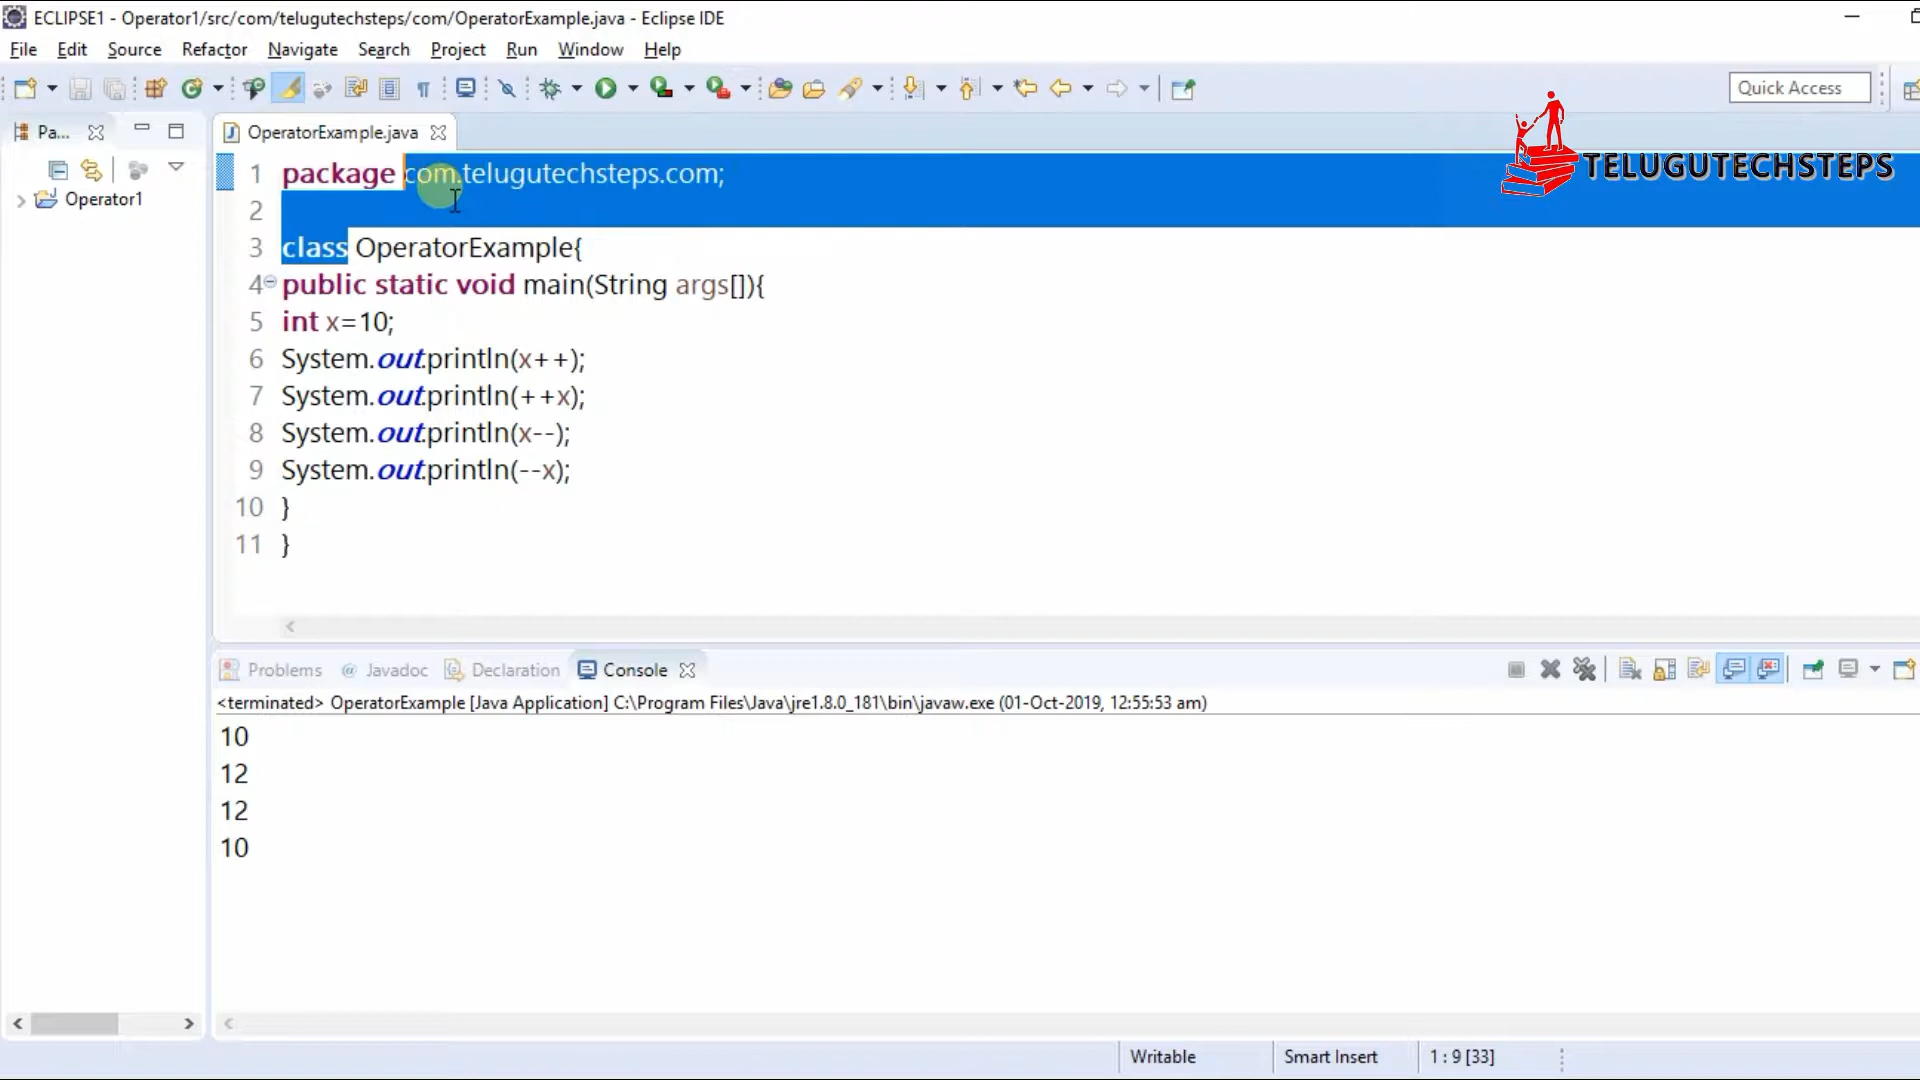 ECLIPSE1 - Operator1/src/com/telugutechsteps/com/OperatorExample.java - Eclipse IDE
File Edit Source Refactor Navigate Search Project Run Window Help
Quick Access
Pa...
OperatorExample.java
TELUGUTECHSTEPS
Operator1
1 package com.telugutechsteps.com;
2
3 class OperatorExample{
4 public static void main(String args[]){
5 int x=10;
6 System.out.println(x++);
7 System.out.println(++x);
8 System.out.println(x--);
9 System.out.println(--x);
10 }
11 }
Problems @ Javadoc Declaration Console
<terminated> OperatorExample [Java Application] C:\Program Files\Java\jre1.8.0_181\bin\javaw.exe (01-Oct-2019, 12:55:53 am)
10
12
12
10
Writable Smart Insert 1 : 9 [33]